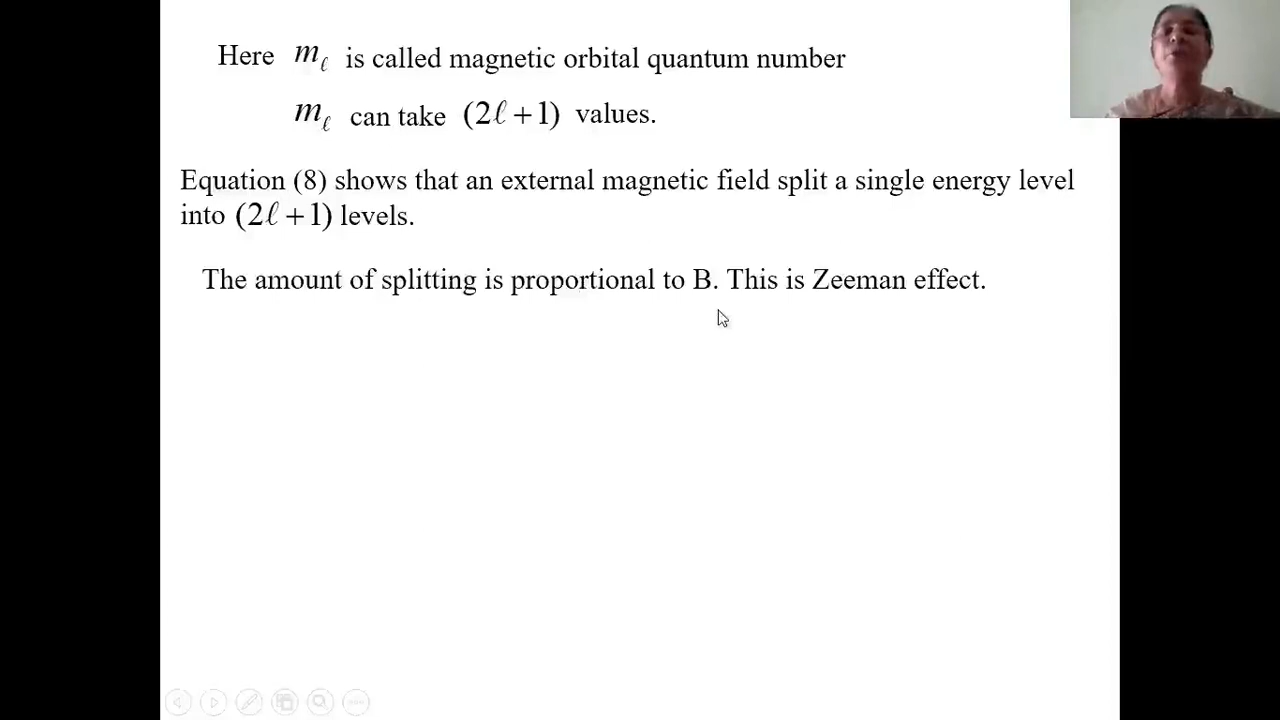 Here mℓ is called magnetic orbital quantum number
mℓ can take (2ℓ+1) values.
Equation (8) shows that an external magnetic field split a single energy level
into (2ℓ+1) levels.
The amount of splitting is proportional to B. This is Zeeman effect.